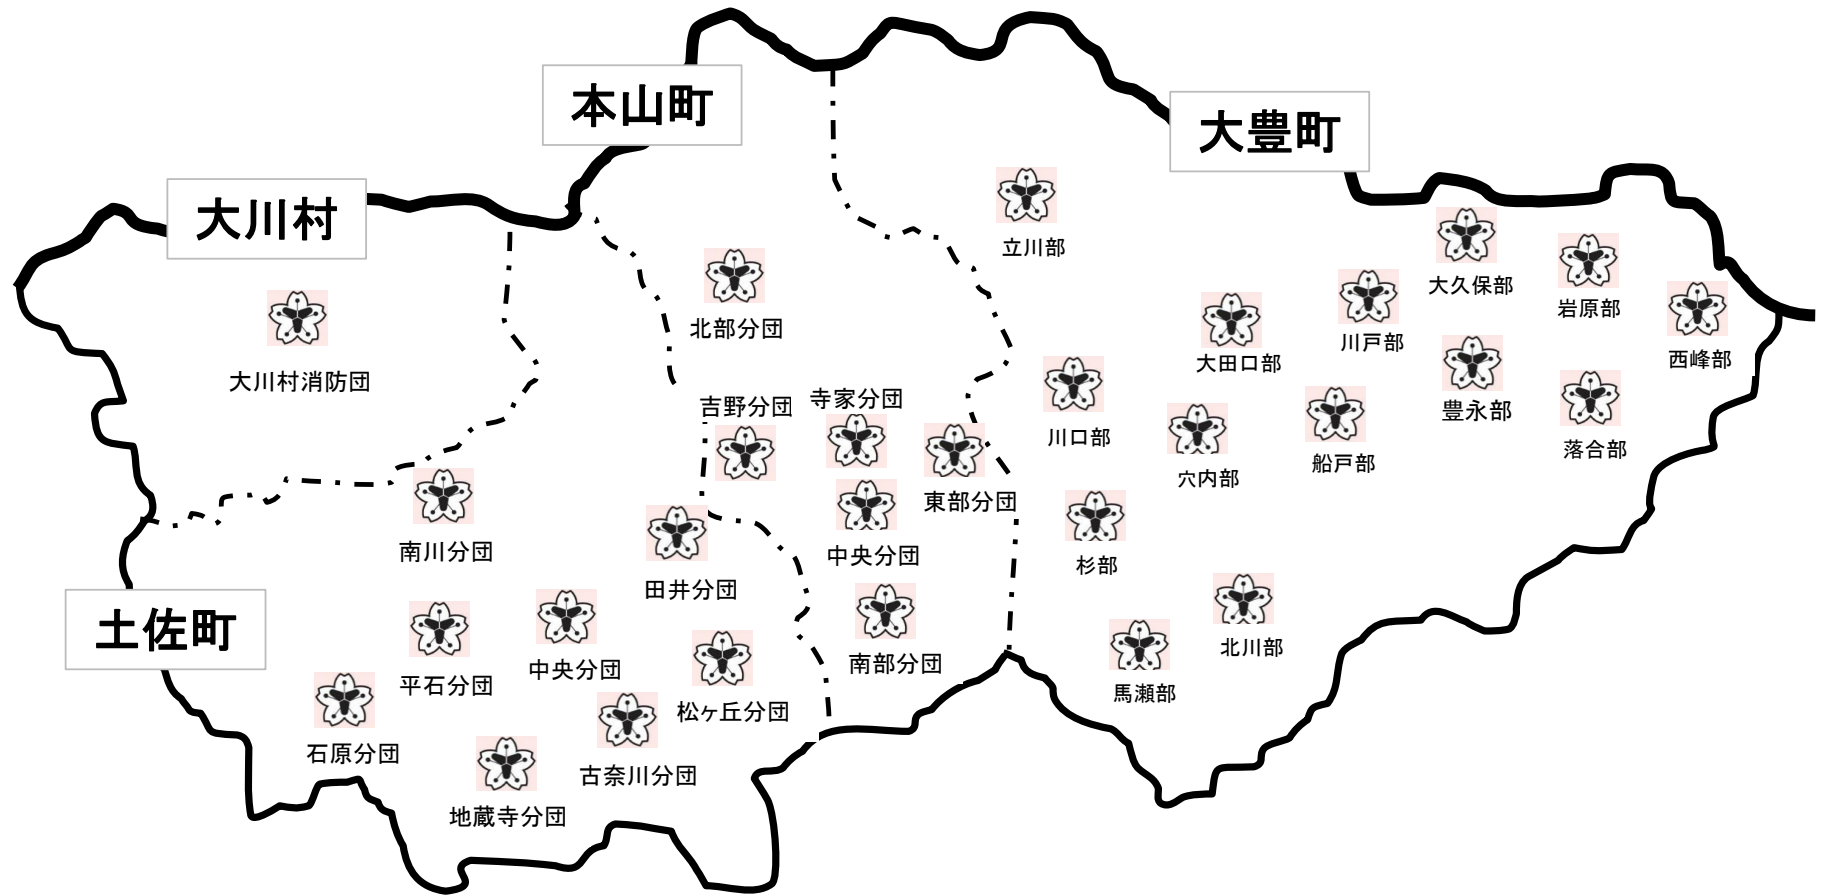 本山町
大豊町
大川村
立川部
大久保部
岩原部
北部分団
川戸部
西峰部
大田口部
大川村消防団
吉野分団
寺家分団
豊永部
川口部
落合部
船戸部
穴内部
東部分団
南川分団
中央分団
杉部
田井分団
土佐町
北川部
南部分団
中央分団
平石分団
馬瀬部
松ヶ丘分団
石原分団
古奈川分団
地蔵寺分団